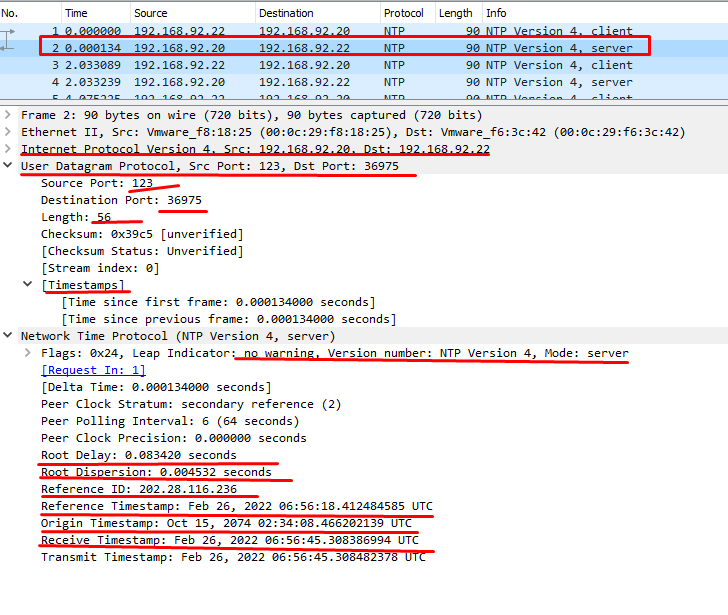 No. Time Source Destination Protocol Length Info
1 0.000000 192.168.92.22 192.168.92.20 NTP 90 NTP Version 4, client
2 0.000134 192.168.92.20 192.168.92.22 NTP 90 NTP Version 4, server
3 2.033089 192.168.92.22 192.168.92.20 NTP 90 NTP Version 4, client
4 2.033239 192.168.92.20 192.168.92.22 NTP 90 NTP Version 4, server
5 4.075225 192.168.92.22 192.168.92.20 NTP 90 NTP Version 4, client
Frame 2: 90 bytes on wire (720 bits), 90 bytes captured (720 bits)
Ethernet II, Src: Vmware_f8:18:25 (00:0c:29:f8:18:25), Dst: Vmware_f6:3c:42 (00:0c:29:f6:3c:42)
Internet Protocol Version 4, Src: 192.168.92.20, Dst: 192.168.92.22
User Datagram Protocol, Src Port: 123, Dst Port: 36975
Source Port: 123
Destination Port: 36975
Length: 56
Checksum: 0x39c5 [unverified]
[Checksum Status: Unverified]
[Stream index: 0]
[Timestamps]
[Time since first frame: 0.000134000 seconds]
[Time since previous frame: 0.000134000 seconds]
Network Time Protocol (NTP Version 4, server)
Flags: 0x24, Leap Indicator: no warning, Version number: NTP Version 4, Mode: server
[Request In: 1]
[Delta Time: 0.000134000 seconds]
Peer Clock Stratum: secondary reference (2)
Peer Polling Interval: 6 (64 seconds)
Peer Clock Precision: 0.000000 seconds
Root Delay: 0.083420 seconds
Root Dispersion: 0.004532 seconds
Reference ID: 202.28.116.236
Reference Timestamp: Feb 26, 2022 06:56:18.412484585 UTC
Origin Timestamp: Oct 15, 2074 02:34:08.466202139 UTC
Receive Timestamp: Feb 26, 2022 06:56:45.308386994 UTC
Transmit Timestamp: Feb 26, 2022 06:56:45.308482378 UTC